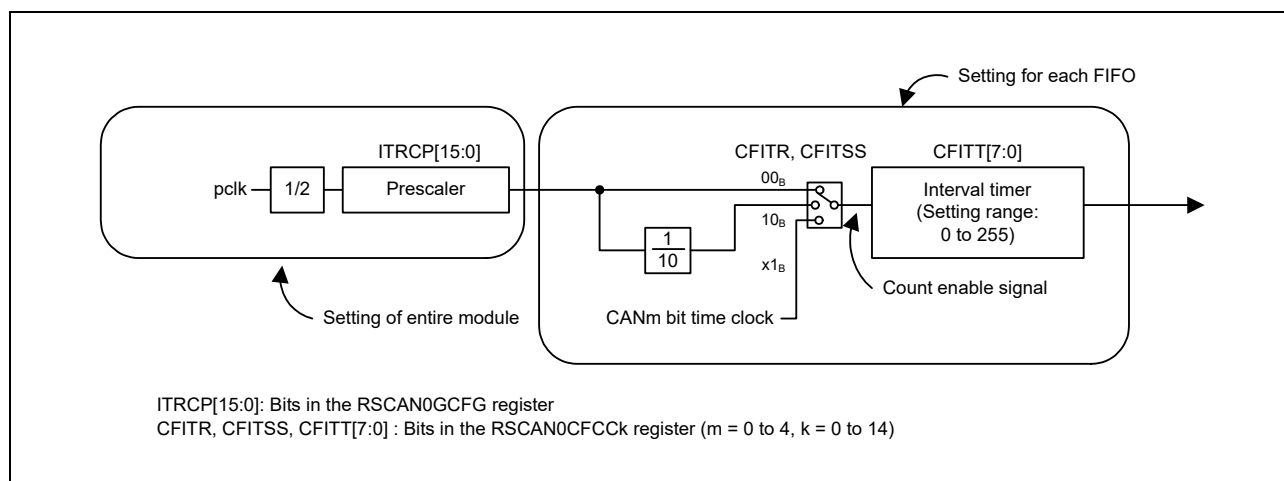 Setting for each FIFO
ITRCP[15:0]
CFITR, CFITSS
CFITT[7:0]
pclk
1/2
Prescaler
00B
10B
x1B
1
10
Interval timer
(Setting range:
0 to 255)
Count enable signal
Setting of entire module
CANm bit time clock
ITRCP[15:0]: Bits in the RSCAN0GCFG register
CFITR, CFITSS, CFITT[7:0] : Bits in the RSCAN0CFCCk register (m = 0 to 4, k = 0 to 14)